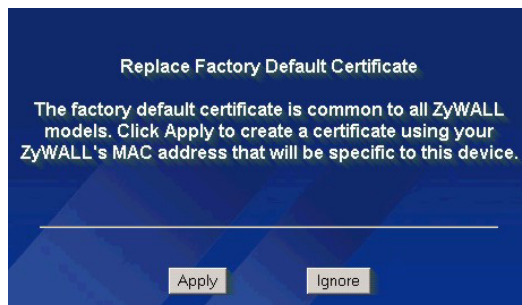 Replace Factory Default Certificate
The factory default certificate is common to all ZyWALL
models. Click Apply to create a certificate using your
ZyWALL's MAC address that will be specific to this device.
Apply
Ignore